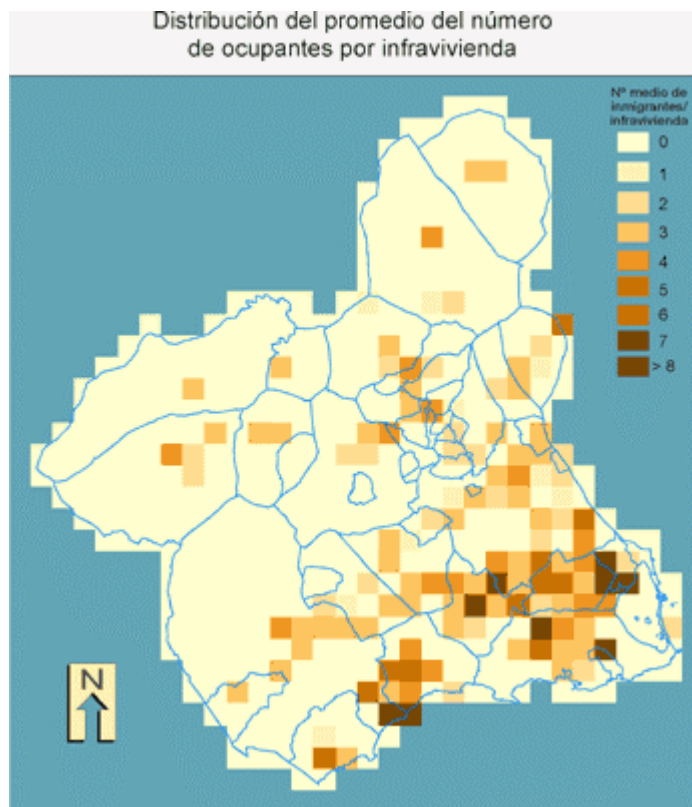 Distribución del promedio del número
de ocupantes por infravivienda
Nº medio de
inmigrantes/
infravivienda
0
1
2
3
4
5
6
7
> 8
N